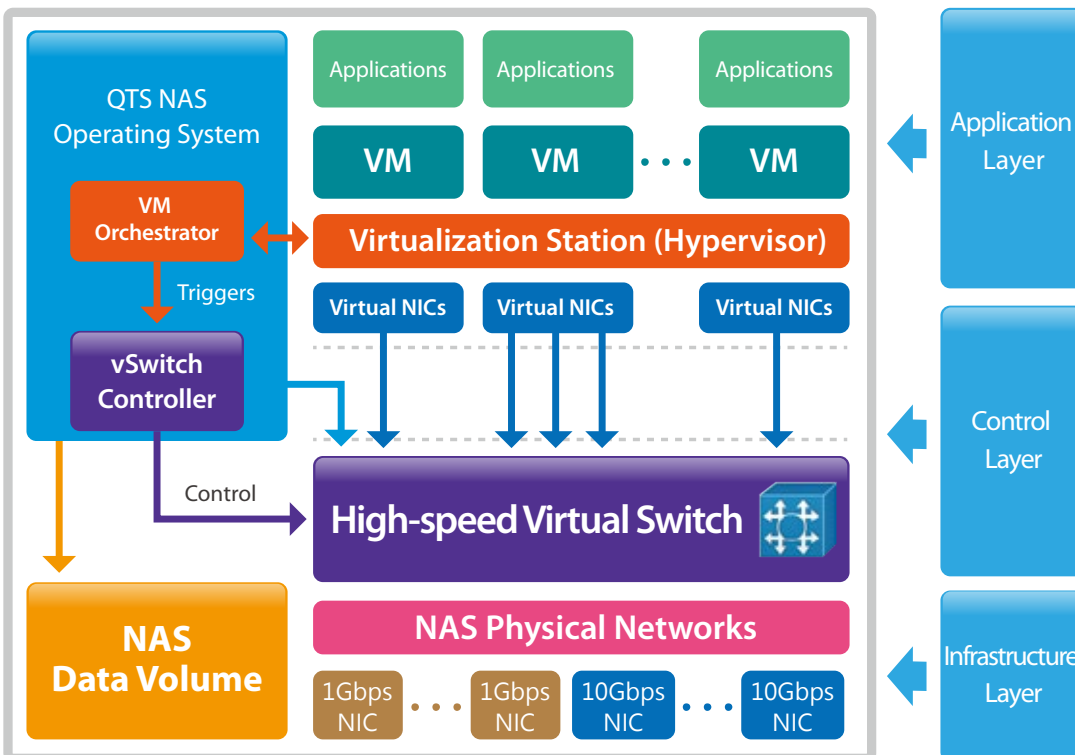 QTS NAS
Operating System
VM
Orchestrator
Triggers
vSwitch
Controller
Control
NAS
Data Volume
Applications
Applications
Applications
VM
VM
VM
Virtualization Station (Hypervisor)
Virtual NICs
Virtual NICs
Virtual NICs
High-speed Virtual Switch
NAS Physical Networks
1Gbps
NIC
1Gbps
NIC
10Gbps
NIC
10Gbps
NIC
Application
Layer
Control
Layer
Infrastructure
Layer